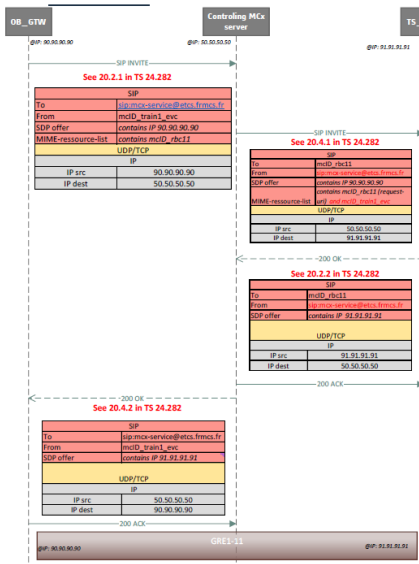 OB_GTW
Controling MCx
server
TS_
@IP: 90.90.90.90
@IP: 50.50.50.50
@IP: 91.91.91.91
SIP INVITE
See 20.2.1 in TS 24.282
SIP
To sip:mcx-service@etcs.frmcs.fr
From mcID_train1_evc
SDP offer contains IP 90.90.90.90
MIME-ressource-list contains mcID_rbc11
UDP/TCP
IP
IP src 90.90.90.90
IP dest 50.50.50.50
SIP INVITE
See 20.4.1 in TS 24.282
SIP
To mcID_rbc11
From sip:mcx-service@etcs.frmcs.fr
SDP offer contains IP 90.90.90.90
contains mcID_rbc11 (request-
MIME-ressource-list uri) and mcID_train1_evc
UDP/TCP
IP
IP src 50.50.50.50
IP dest 91.91.91.91
200 OK
See 20.2.2 in TS 24.282
SIP
To mcID_rbc11
From sip:mcx-service@etcs.frmcs.fr
SDP offer contains IP 91.91.91.91
UDP/TCP
IP
IP src 91.91.91.91
IP dest 50.50.50.50
200 ACK
200 OK
See 20.4.2 in TS 24.282
SIP
To sip:mcx-service@etcs.frmcs.fr
From mcID_train1_evc
SDP offer contains IP 91.91.91.91
UDP/TCP
IP
IP src 50.50.50.50
IP dest 90.90.90.90
200 ACK
GRE1-11
@IP: 90.90.90.90
@IP: 91.91.91.91